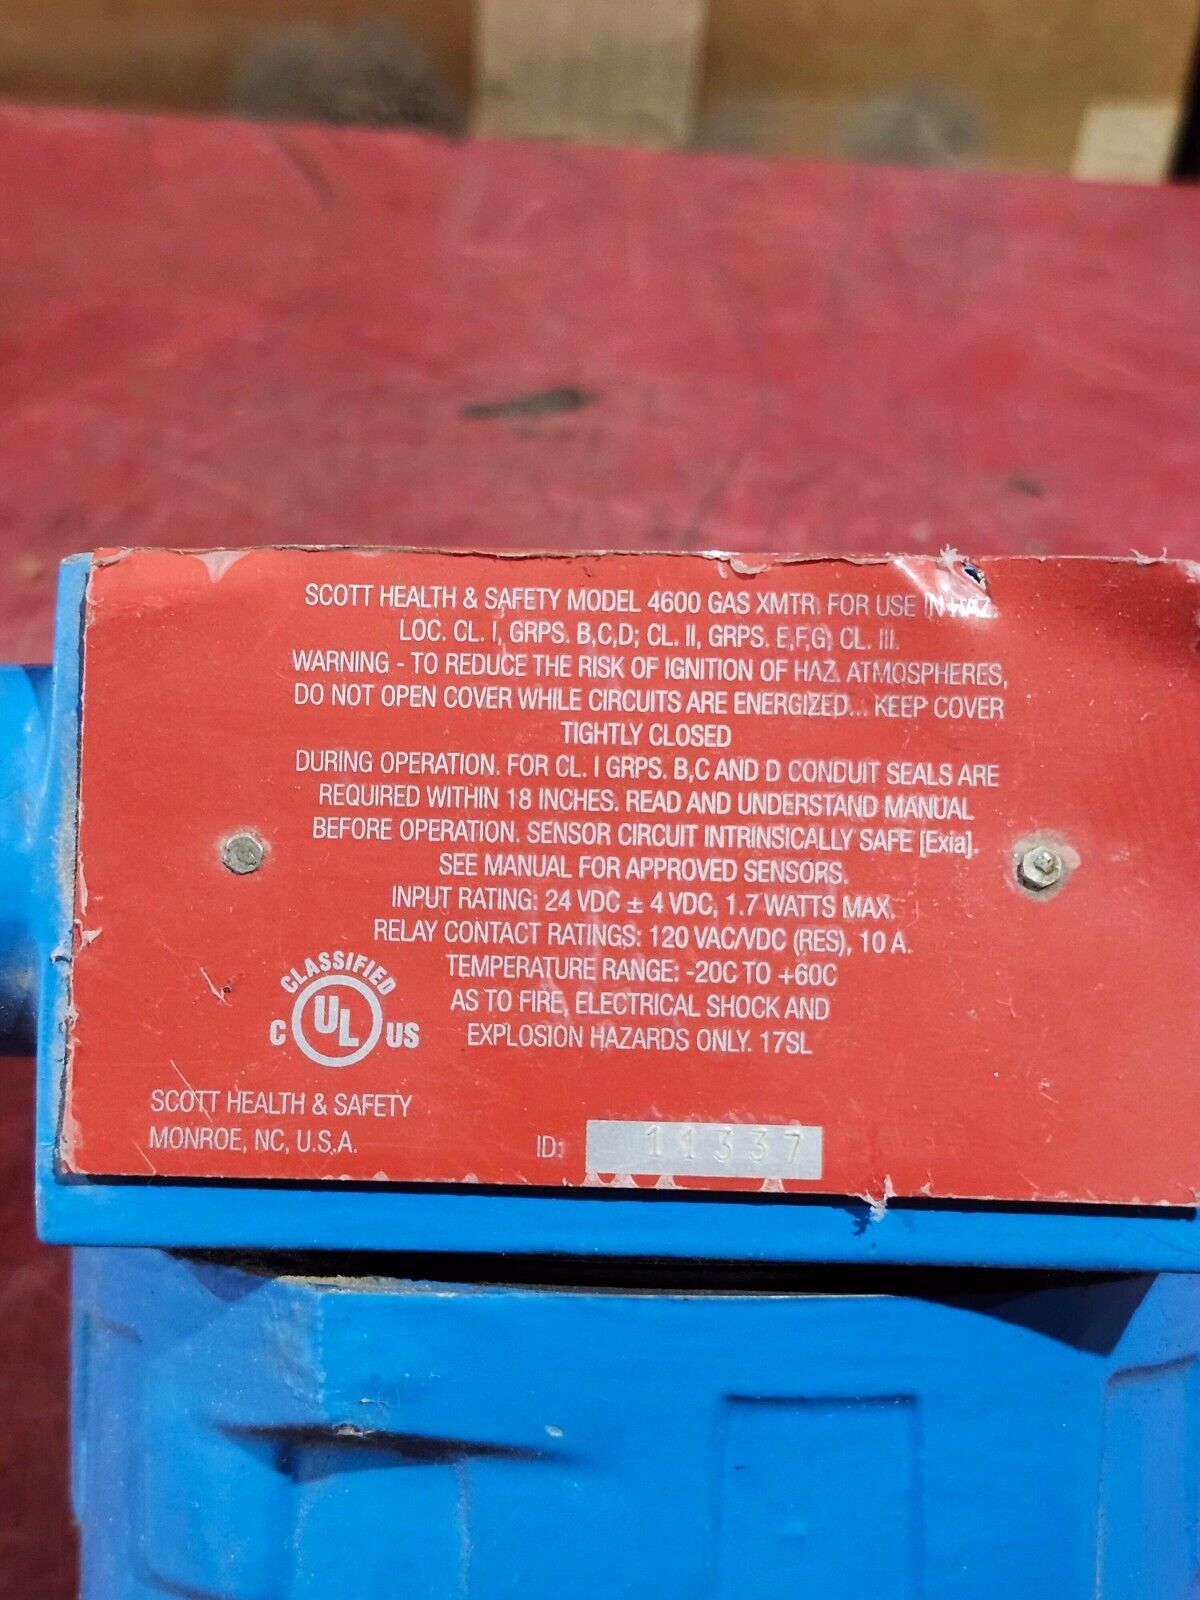 SCOTT HEALTH & SAFETY MODEL 4600 GAS XMTR. FOR USE IN HAZ.
LOC. CL. I, GRPS. B,C,D; CL. II, GRPS. E,F,G; CL. III.
WARNING - TO REDUCE THE RISK OF IGNITION OF HAZ. ATMOSPHERES,
DO NOT OPEN COVER WHILE CIRCUITS ARE ENERGIZED... KEEP COVER
TIGHTLY CLOSED
DURING OPERATION. FOR CL. I GRPS. B,C AND D CONDUIT SEALS ARE
REQUIRED WITHIN 18 INCHES. READ AND UNDERSTAND MANUAL
BEFORE OPERATION. SENSOR CIRCUIT INTRINSICALLY SAFE [Exia].
SEE MANUAL FOR APPROVED SENSORS.
INPUT RATING: 24 VDC ± 4 VDC, 1.7 WATTS MAX.
RELAY CONTACT RATINGS: 120 VAC/VDC (RES), 10 A.
TEMPERATURE RANGE: -20C TO +60C
AS TO FIRE, ELECTRICAL SHOCK AND
EXPLOSION HAZARDS ONLY. 17SL
CLASSIFIED
C UL US
SCOTT HEALTH & SAFETY
MONROE, NC, U.S.A.
ID: 11337